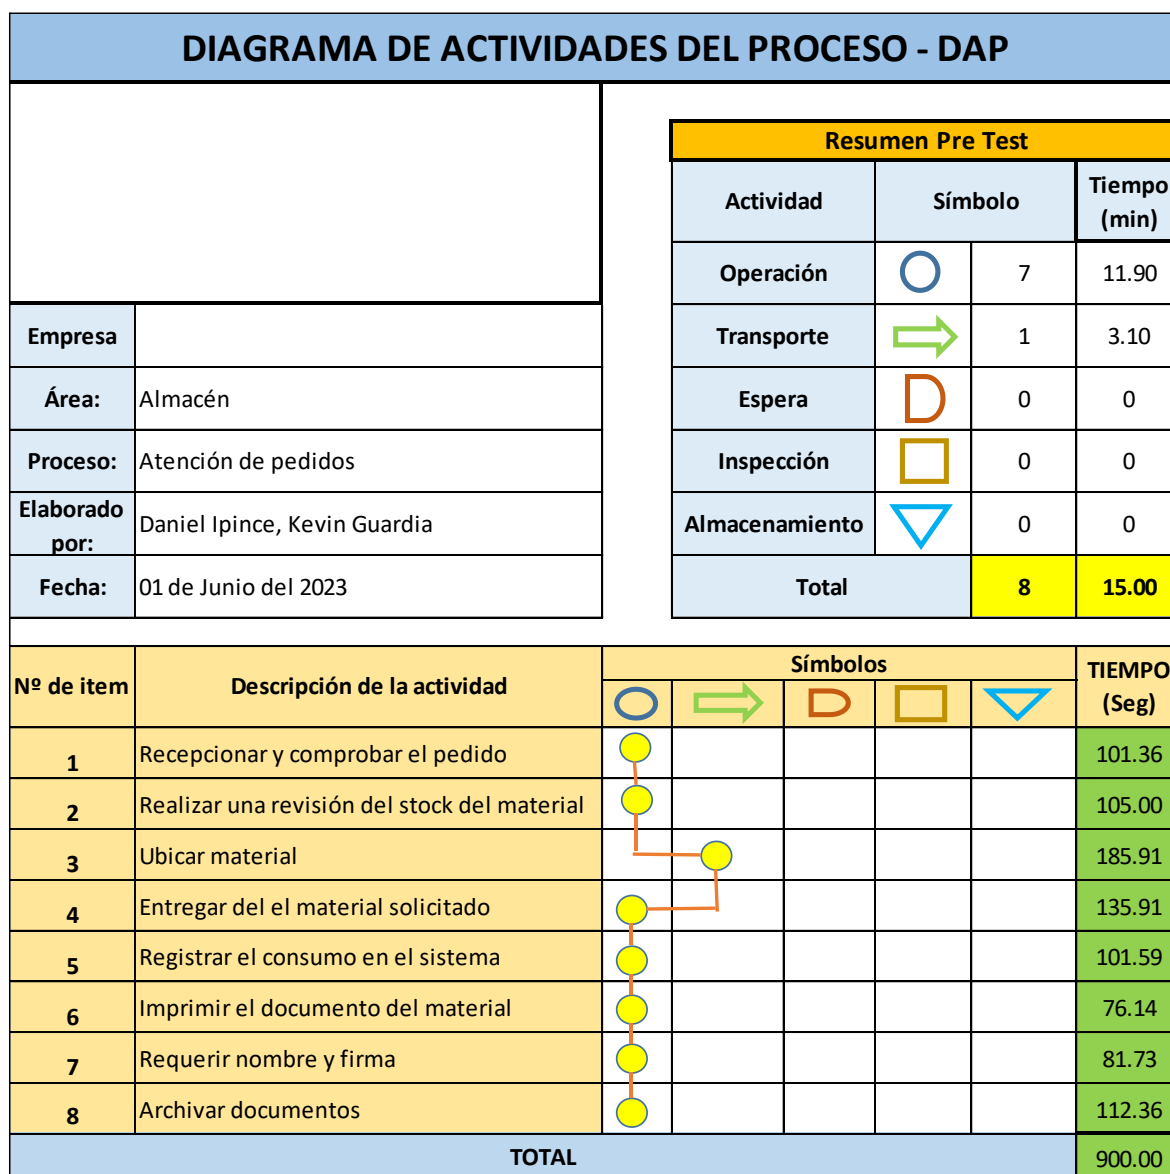 DIAGRAMA DE ACTIVIDADES DEL PROCESO - DAP
Resumen Pre Test
Actividad Símbolo Tiempo (min)
Operación 7 11.90
Transporte 1 3.10
Espera 0 0
Inspección 0 0
Almacenamiento 0 0
Total 8 15.00
Empresa
Área: Almacén
Proceso: Atención de pedidos
Elaborado por: Daniel Ipince, Kevin Guardia
Fecha: 01 de Junio del 2023
Nº de item Descripción de la actividad Símbolos TIEMPO (Seg)
1 Recepcionar y comprobar el pedido 101.36
2 Realizar una revisión del stock del material 105.00
3 Ubicar material 185.91
4 Entregar del el material solicitado 135.91
5 Registrar el consumo en el sistema 101.59
6 Imprimir el documento del material 76.14
7 Requerir nombre y firma 81.73
8 Archivar documentos 112.36
TOTAL 900.00